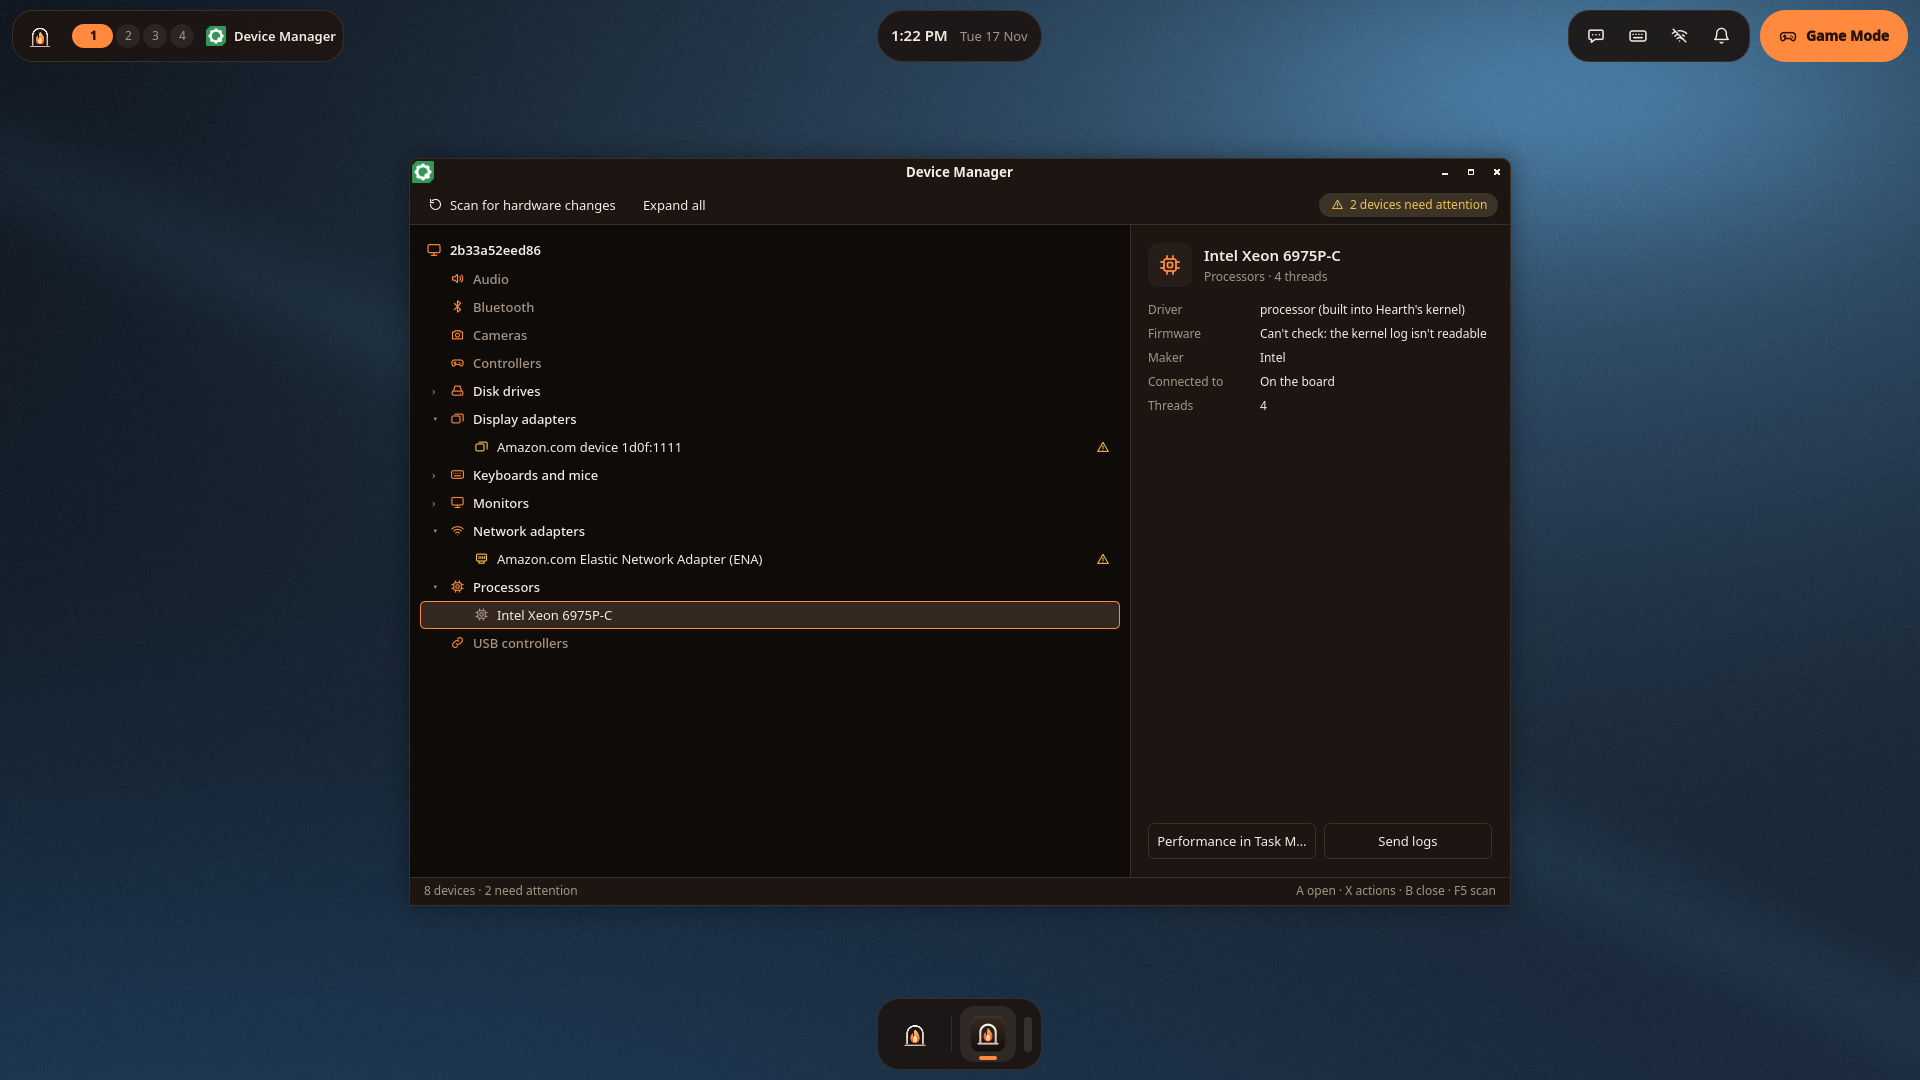 1 2 3 4 Device Manager
1:22 PM Tue 17 Nov
Game Mode
Device Manager
Scan for hardware changes Expand all
2 devices need attention
2b33a52eed86
Audio
Bluetooth
Cameras
Controllers
Disk drives
Display adapters
Amazon.com device 1d0f:1111
Keyboards and mice
Monitors
Network adapters
Amazon.com Elastic Network Adapter (ENA)
Processors
Intel Xeon 6975P-C
USB controllers
Intel Xeon 6975P-C
Processors · 4 threads
Driver processor (built into Hearth's kernel)
Firmware Can't check: the kernel log isn't readable
Maker Intel
Connected to On the board
Threads 4
Performance in Task M... Send logs
8 devices · 2 need attention
A open · X actions · B close · F5 scan